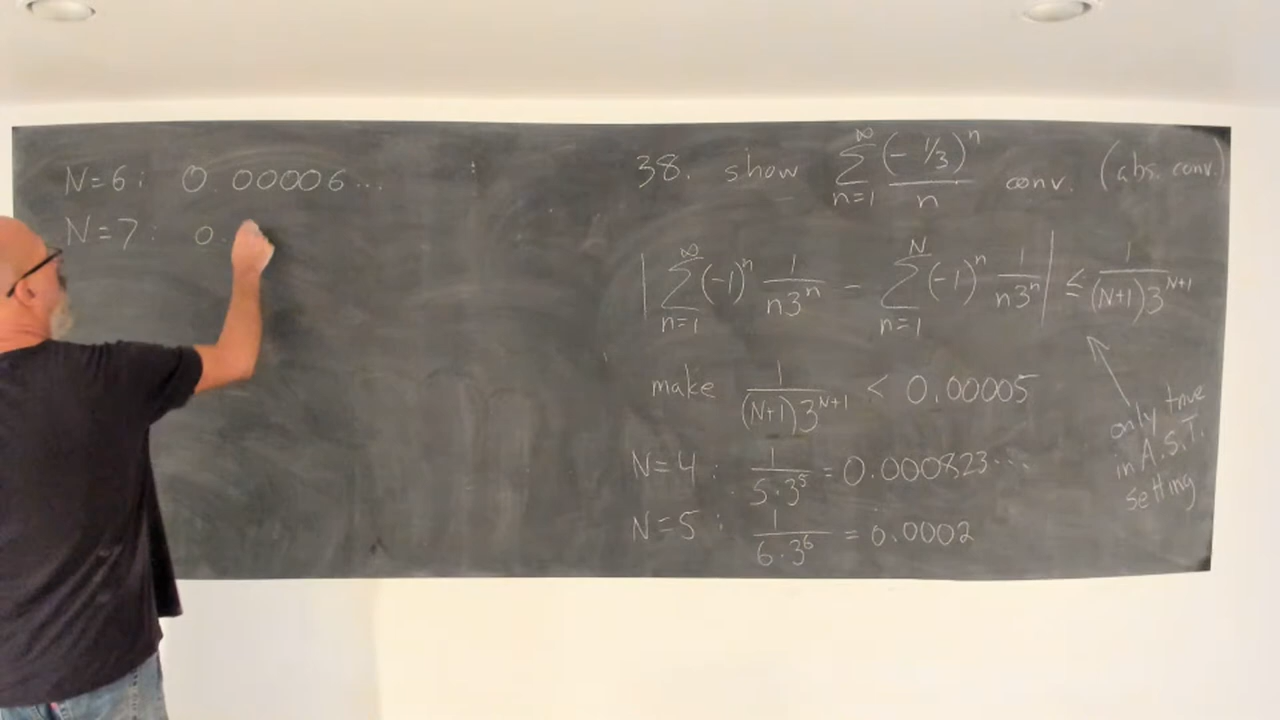 N=6: 0.00006...
N=7: 0.
38. show ∑_{n=1}^{∞} (-1/3)^n / n conv. (abs. conv.)
| ∑_{n=1}^{∞} (-1)^n 1/(n3^n) - ∑_{n=1}^{N} (-1)^n 1/(n3^n) | ≤ 1/((N+1)3^{N+1})
make 1/((N+1)3^{N+1}) < 0.00005
only true
in A.S.T.
setting
N=4: 1/(5·3^5) = 0.000823...
N=5: 1/(6·3^6) = 0.0002